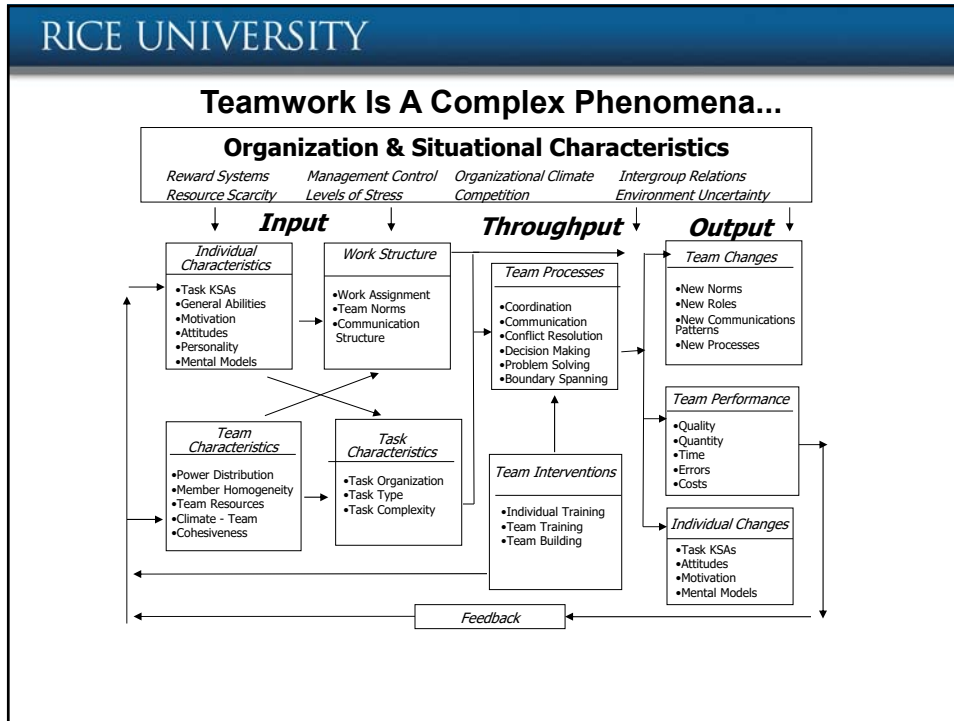 RICE UNIVERSITY
Teamwork Is A Complex Phenomena...
Organization & Situational Characteristics
Reward Systems Management Control Organizational Climate Intergroup Relations
Resource Scarcity Levels of Stress Competition Environment Uncertainty
Input Throughput Output
Individual
Characteristics
•Task KSAs
•General Abilities
•Motivation
•Attitudes
•Personality
•Mental Models
Work Structure
•Work Assignment
•Team Norms
•Communication
Structure
Team Characteristics
•Power Distribution
•Member Homogeneity
•Team Resources
•Climate - Team
•Cohesiveness
Task
Characteristics
•Task Organization
•Task Type
•Task Complexity
Team Processes
•Coordination
•Communication
•Conflict Resolution
•Decision Making
•Problem Solving
•Boundary Spanning
Team Interventions
•Individual Training
•Team Training
•Team Building
Team Changes
•New Norms
•New Roles
•New Communications
Patterns
•New Processes
Team Performance
•Quality
•Quantity
•Time
•Errors
•Costs
Individual Changes
•Task KSAs
•Attitudes
•Motivation
•Mental Models
Feedback